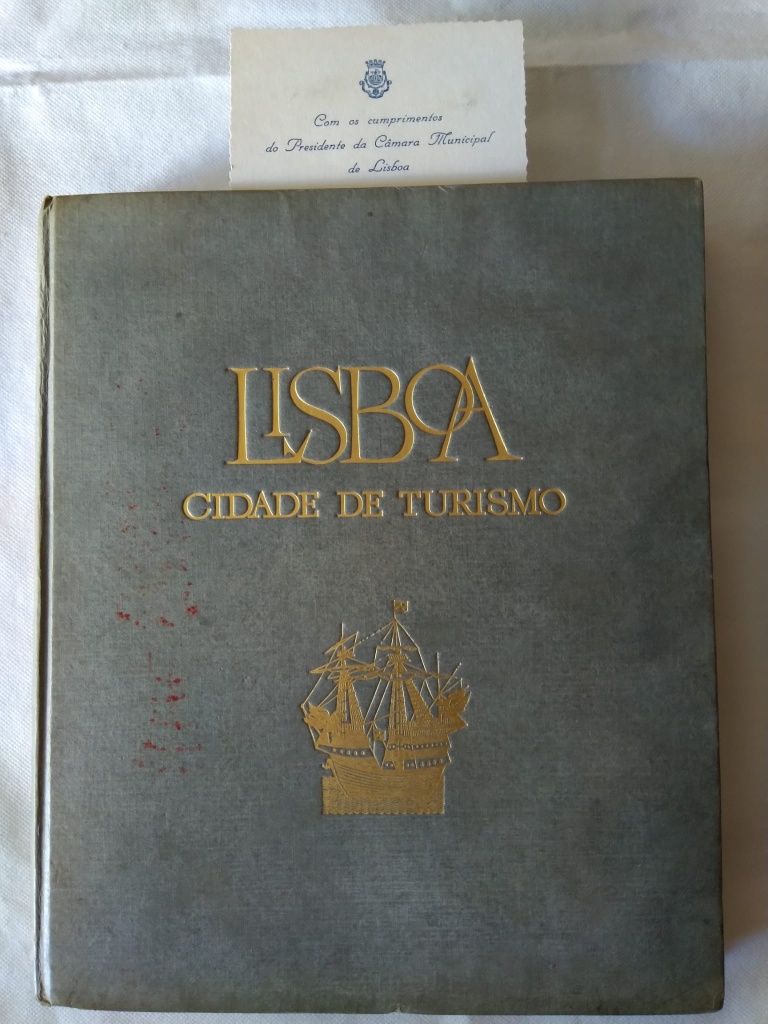 Com os cumprimentos
do Presidente da Câmara Municipal
de Lisboa
LISBOA
CIDADE DE TURISMO